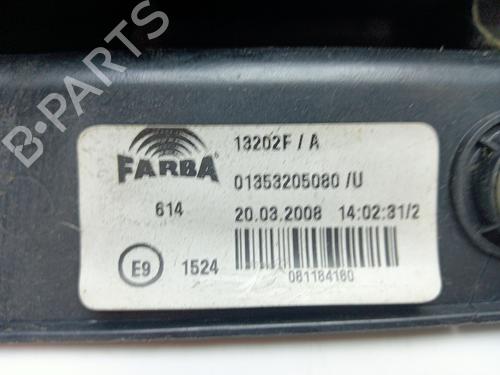 FARBA
13202F / A
01353205080 /U
614
20.03.2008 14:02:31/2
E9
1524
081184180
B-PARTS